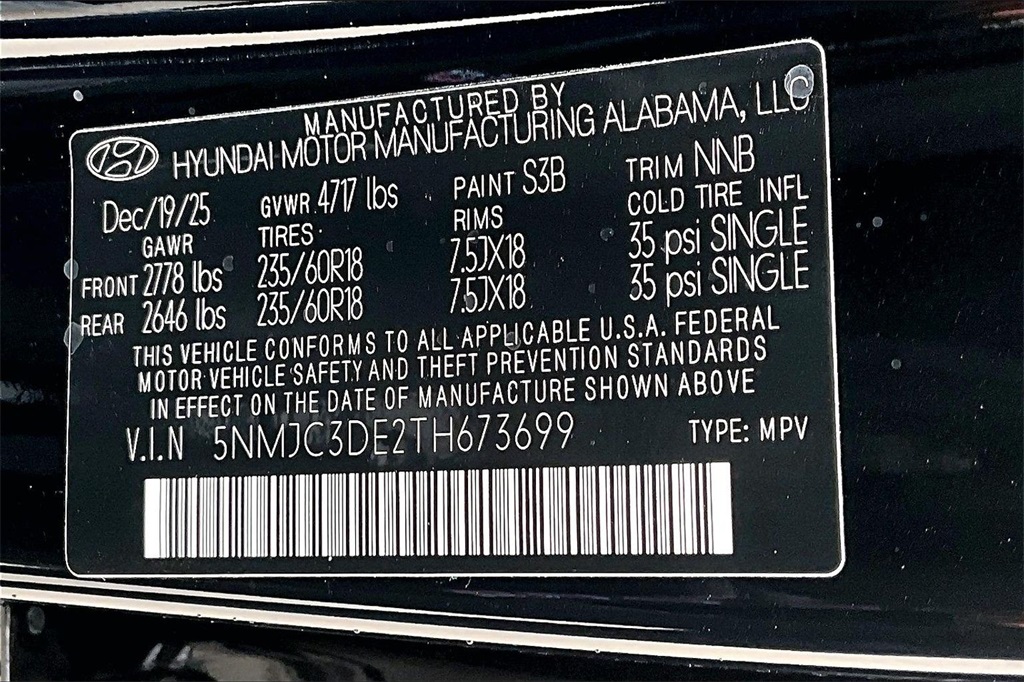 MANUFACTURED BY
HYUNDAI MOTOR MANUFACTURING ALABAMA, LLC
Dec/19/25 GVWR 4717 lbs PAINT S3B TRIM NNB
GAWR TIRES RIMS COLD TIRE INFL
FRONT 2778 lbs 235/60R18 7.5JX18 35 psi SINGLE
REAR 2646 lbs 235/60R18 7.5JX18 35 psi SINGLE
THIS VEHICLE CONFORMS TO ALL APPLICABLE U.S.A. FEDERAL
MOTOR VEHICLE SAFETY AND THEFT PREVENTION STANDARDS
IN EFFECT ON THE DATE OF MANUFACTURE SHOWN ABOVE
V.I.N 5NMJC3DE2TH673699 TYPE: MPV